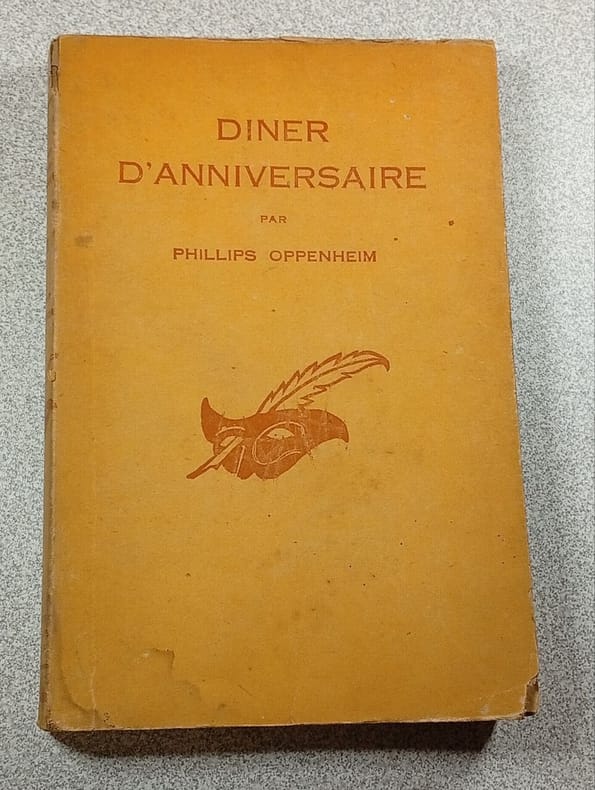 DINER
D'ANNIVERSAIRE
PAR
PHILLIPS OPPENHEIM